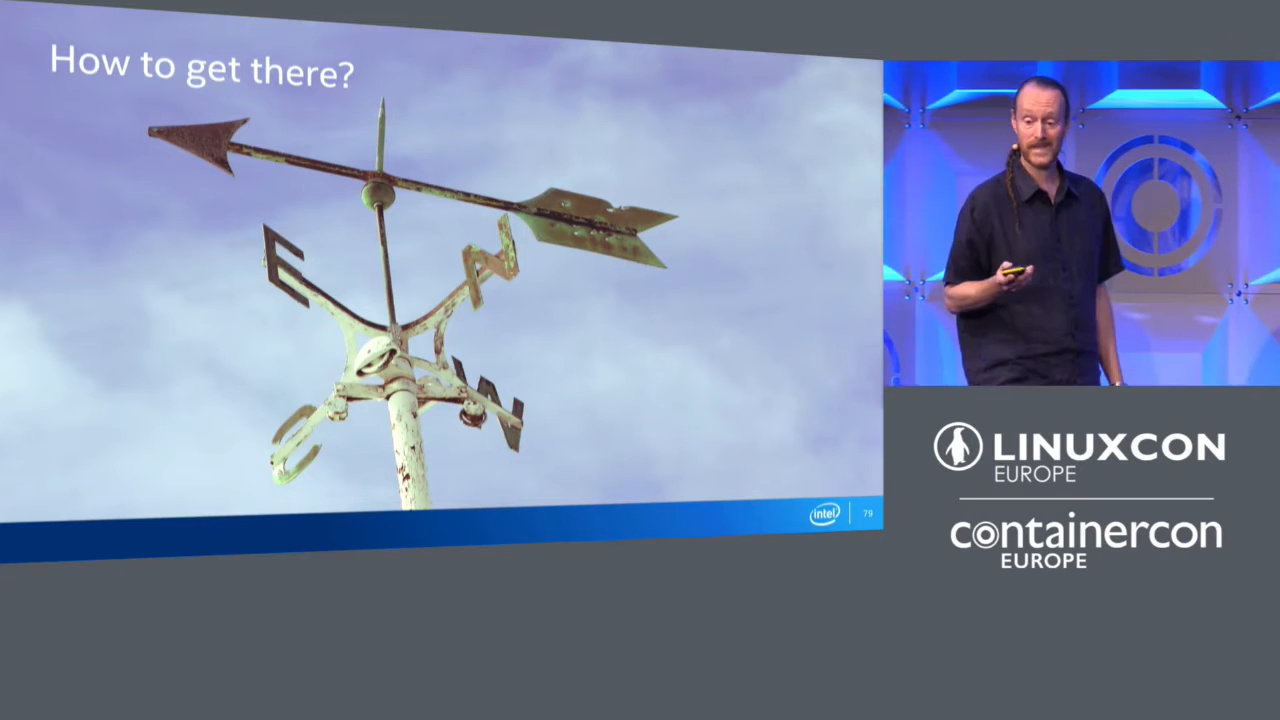 How to get there?
E
N
intel
79
LINUXCON
EUROPE
containercon
EUROPE